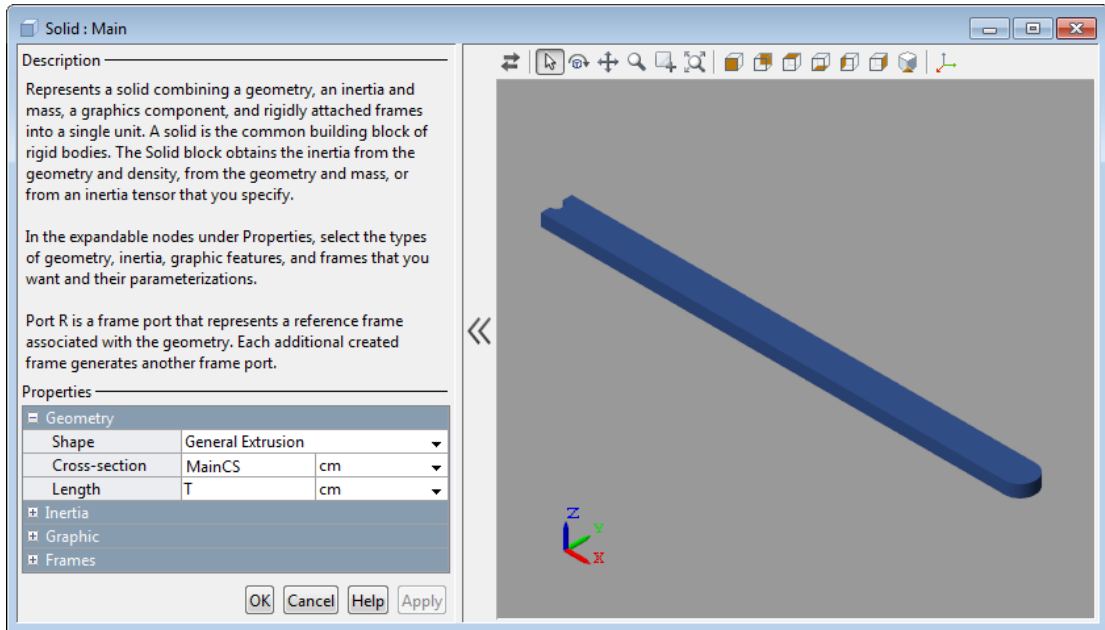 Solid : Main
Description
Represents a solid combining a geometry, an inertia and
mass, a graphics component, and rigidly attached frames
into a single unit. A solid is the common building block of
rigid bodies. The Solid block obtains the inertia from the
geometry and density, from the geometry and mass, or
from an inertia tensor that you specify.
In the expandable nodes under Properties, select the types
of geometry, inertia, graphic features, and frames that you
want and their parameterizations.
Port R is a frame port that represents a reference frame
associated with the geometry. Each additional created
frame generates another frame port.
Properties
Geometry
Shape General Extrusion
Cross-section MainCS cm
Length T cm
Inertia
Graphic
Frames
OK Cancel Help Apply
Z
Y
X